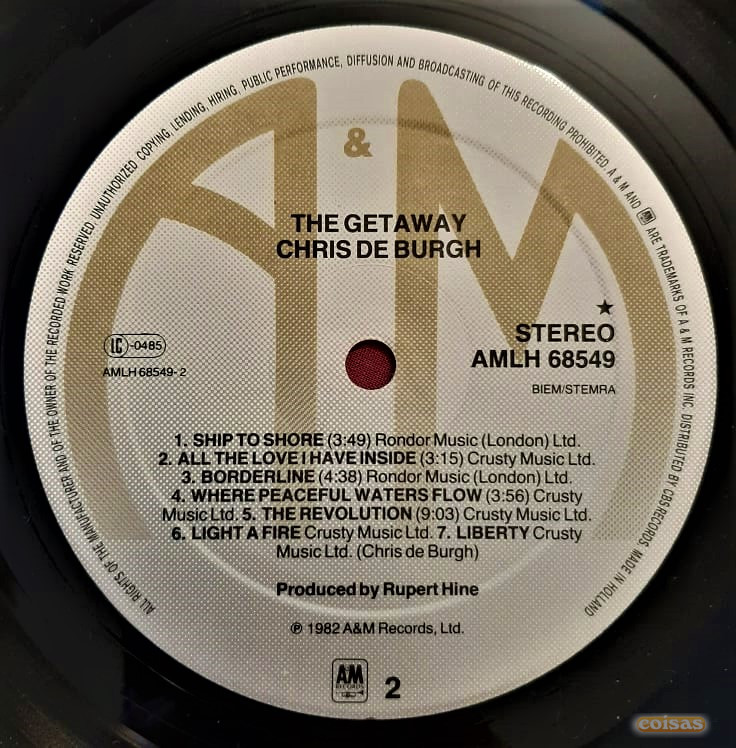 ALL RIGHTS OF THE MANUFACTURER AND OF THE OWNER OF THE RECORDED WORK RESERVED. UNAUTHORIZED COPYING, LENDING, HIRING, PUBLIC PERFORMANCE, DIFFUSION AND BROADCASTING OF THIS RECORDING PROHIBITED. A & M AND AM ARE TRADEMARKS OF A & M RECORDS INC. DISTRIBUTED BY CBS RECORDS. MADE IN HOLLAND
A & M
THE GETAWAY
CHRIS DE BURGH
★
STEREO
AMLH 68549
BIEM/STEMRA
LC-0485
AMLH 68549-2
1. SHIP TO SHORE (3:49) Rondor Music (London) Ltd.
2. ALL THE LOVE I HAVE INSIDE (3:15) Crusty Music Ltd.
3. BORDERLINE (4:38) Rondor Music (London) Ltd.
4. WHERE PEACEFUL WATERS FLOW (3:56) Crusty
Music Ltd. 5. THE REVOLUTION (9:03) Crusty Music Ltd.
6. LIGHT A FIRE Crusty Music Ltd. 7. LIBERTY Crusty
Music Ltd. (Chris de Burgh)
Produced by Rupert Hine
℗ 1982 A&M Records, Ltd.
AM
RECORDS
2
coisas